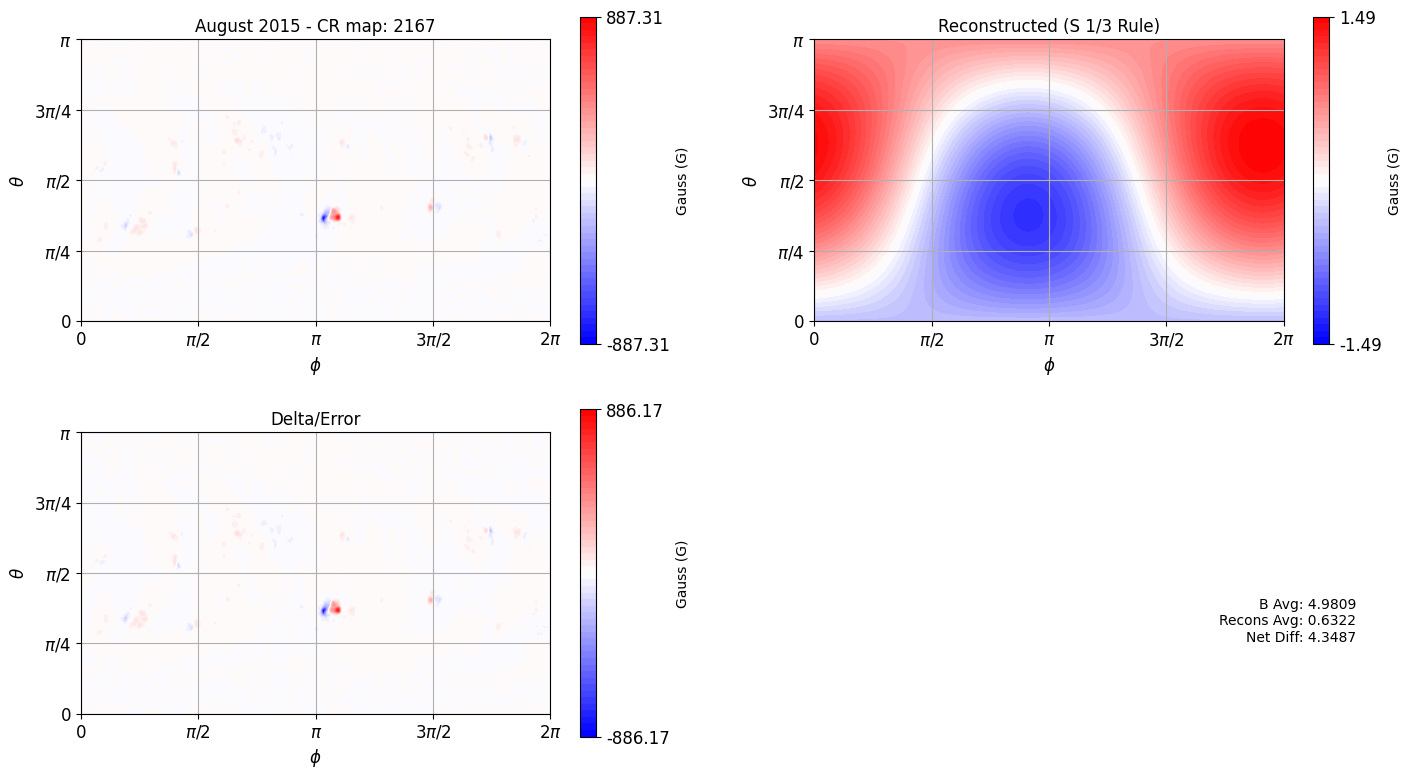 August 2015 - CR map: 2167
887.31
π
3π/4
π/2
π/4
0
θ
0
π/2
π
3π/2
2π
ϕ
-887.31
Gauss (G)
Reconstructed (S 1/3 Rule)
1.49
π
3π/4
π/2
π/4
0
θ
0
π/2
π
3π/2
2π
ϕ
-1.49
Gauss (G)
Delta/Error
886.17
π
3π/4
π/2
π/4
0
θ
0
π/2
π
3π/2
2π
ϕ
-886.17
Gauss (G)
B Avg: 4.9809
Recons Avg: 0.6322
Net Diff: 4.3487